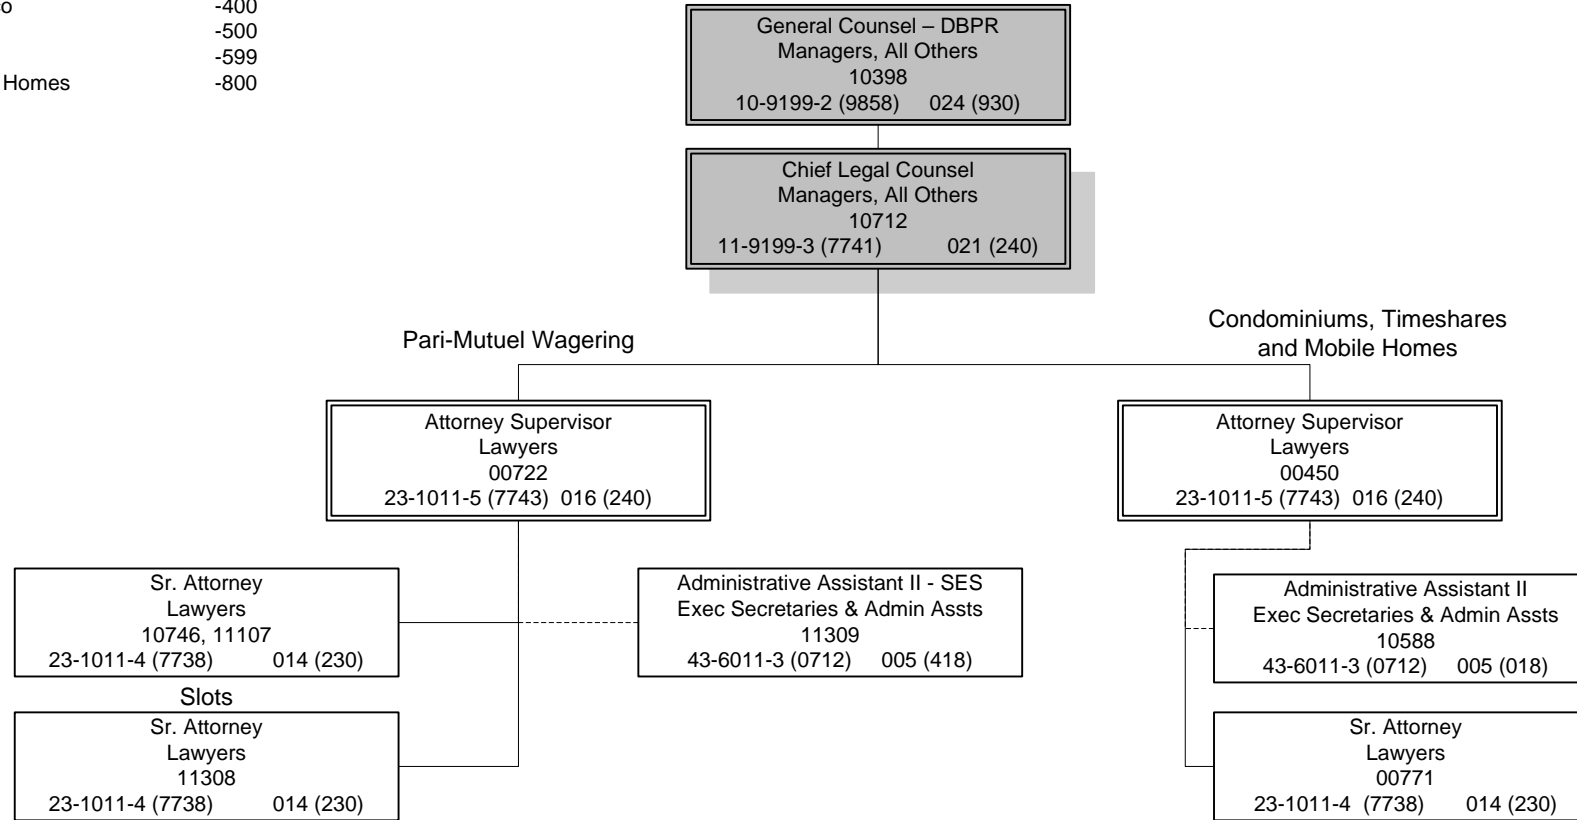 -400
-500
-599
Homes -800
General Counsel – DBPR
Managers, All Others
10398
10-9199-2 (9858) 024 (930)
Chief Legal Counsel
Managers, All Others
10712
11-9199-3 (7741) 021 (240)
Pari-Mutuel Wagering
Condominiums, Timeshares
and Mobile Homes
Attorney Supervisor
Lawyers
00722
23-1011-5 (7743) 016 (240)
Attorney Supervisor
Lawyers
00450
23-1011-5 (7743) 016 (240)
Sr. Attorney
Lawyers
10746, 11107
23-1011-4 (7738) 014 (230)
Administrative Assistant II - SES
Exec Secretaries & Admin Assts
11309
43-6011-3 (0712) 005 (418)
Administrative Assistant II
Exec Secretaries & Admin Assts
10588
43-6011-3 (0712) 005 (018)
Slots
Sr. Attorney
Lawyers
11308
23-1011-4 (7738) 014 (230)
Sr. Attorney
Lawyers
00771
23-1011-4 (7738) 014 (230)